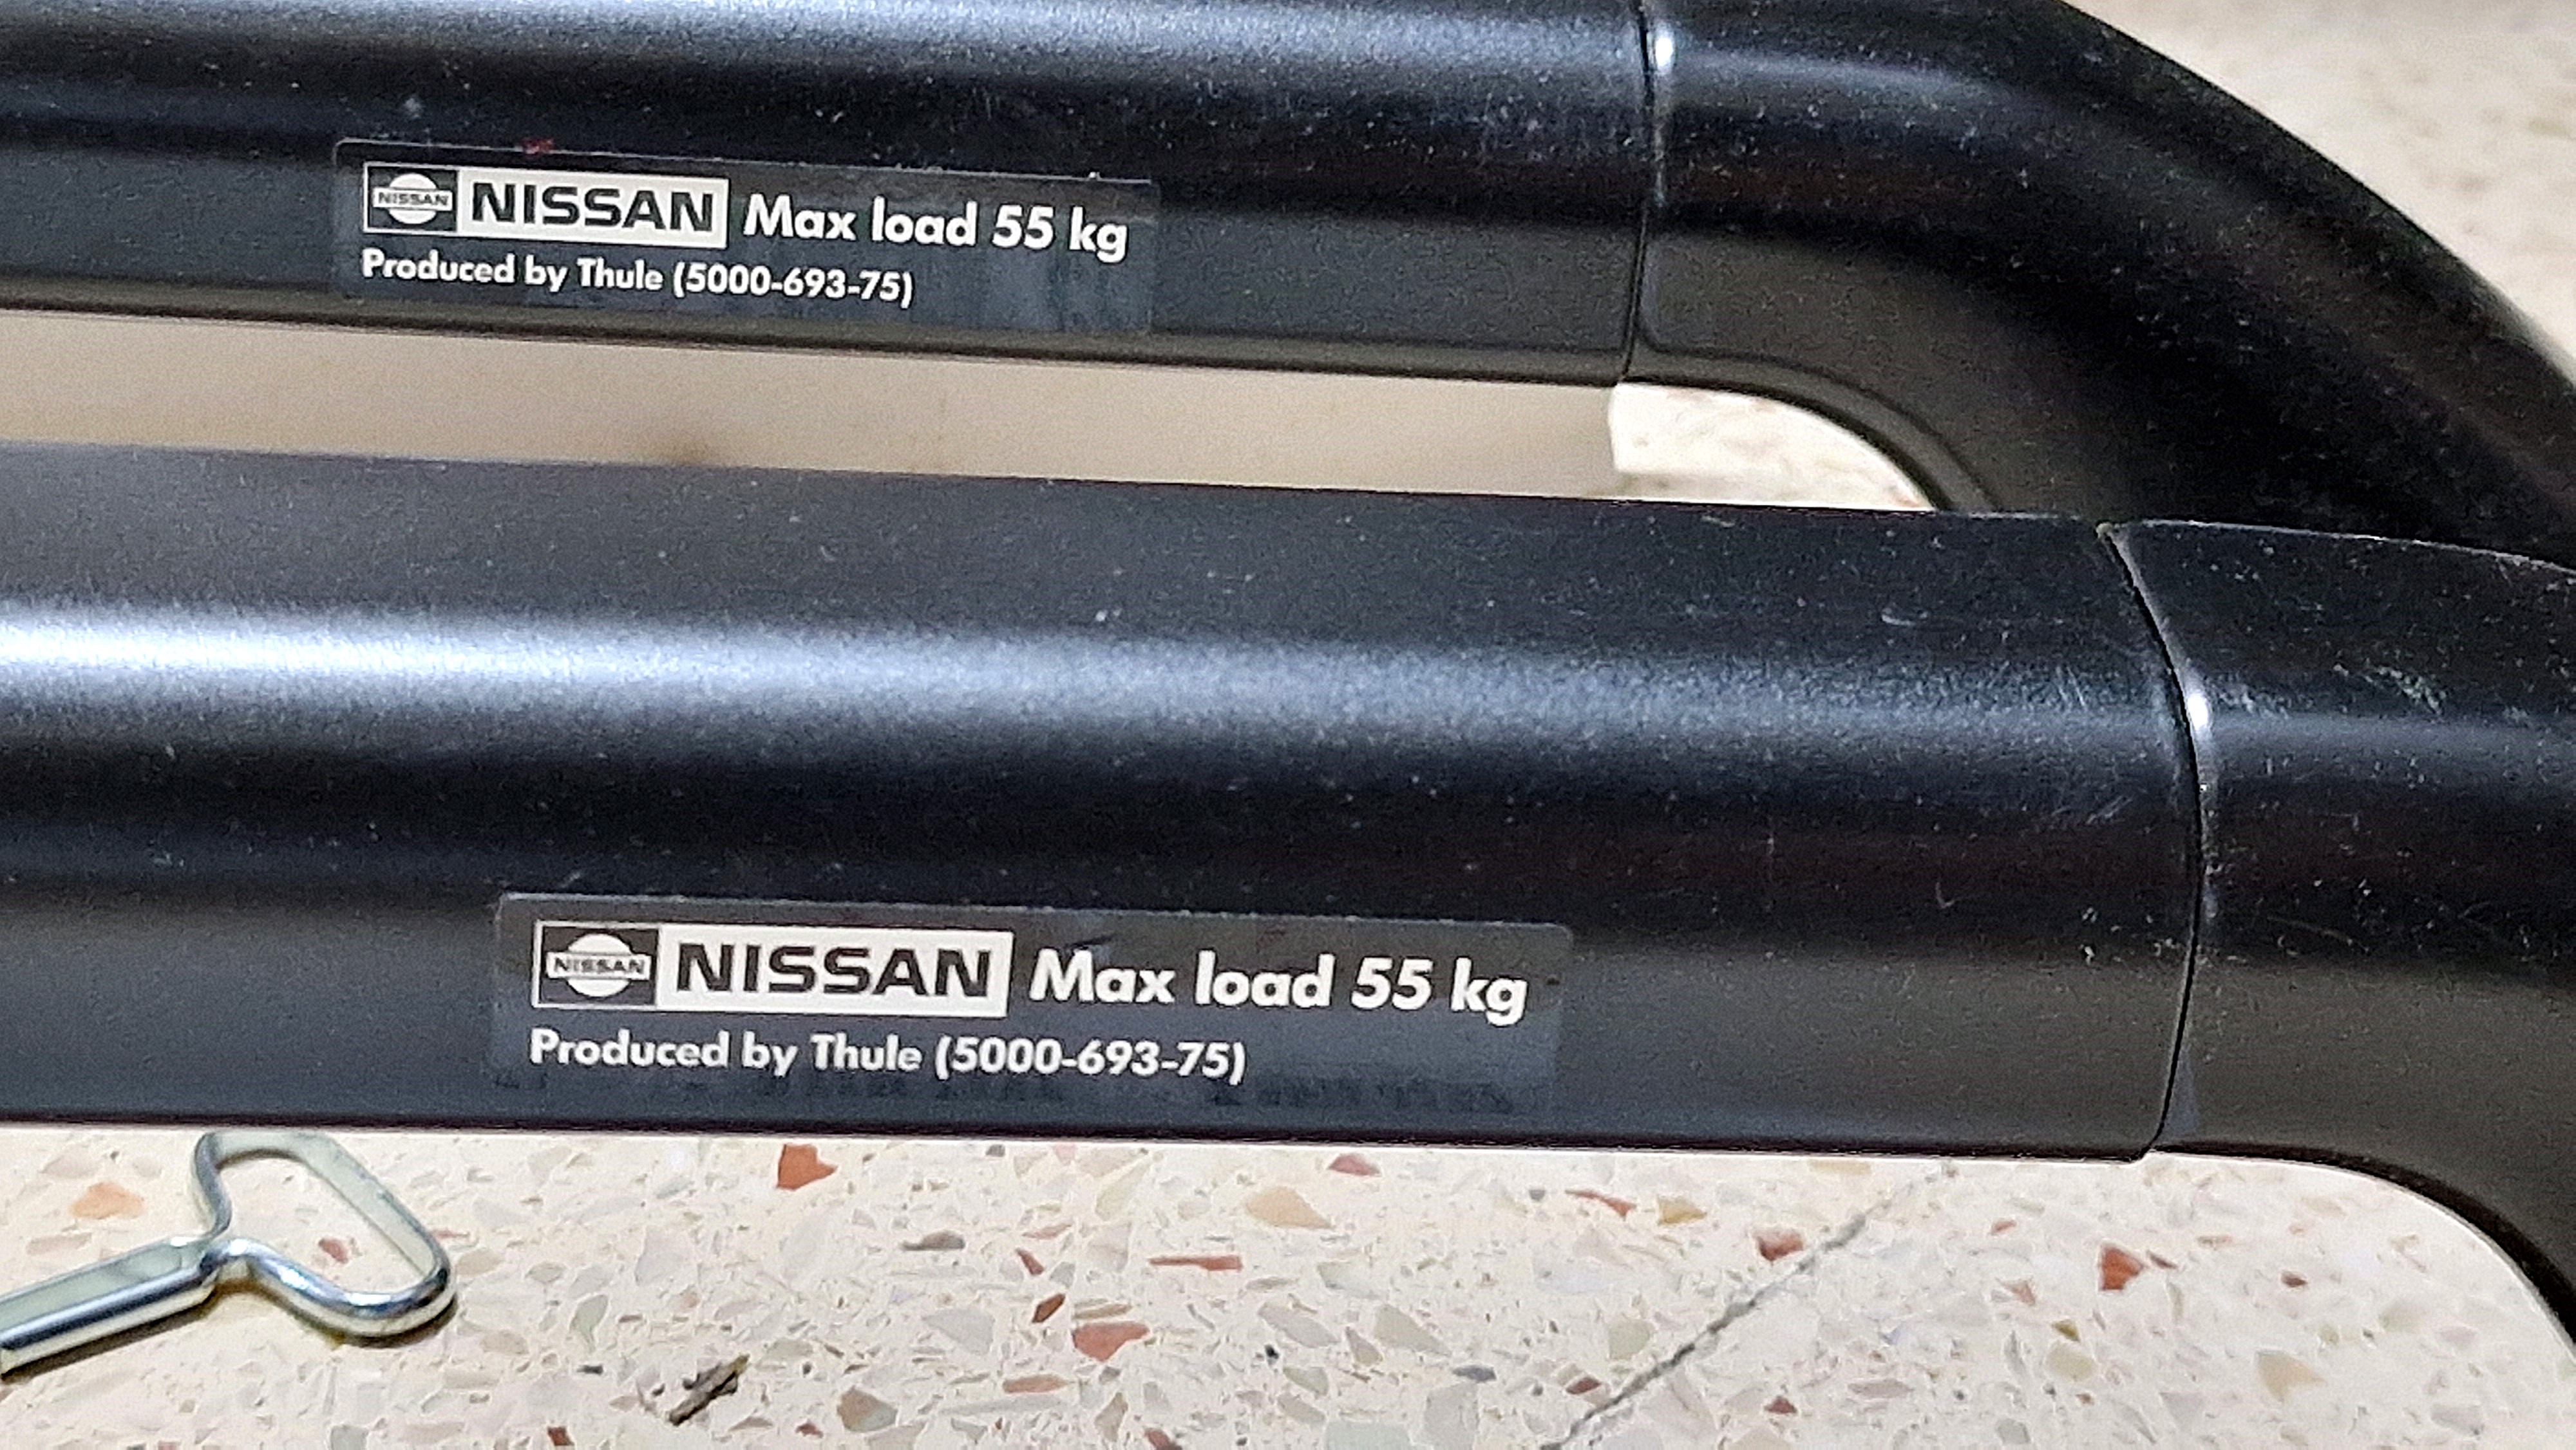 NISSAN NISSAN Max load 55 kg
Produced by Thule (5000-693-75)
NISSAN NISSAN Max load 55 kg
Produced by Thule (5000-693-75)